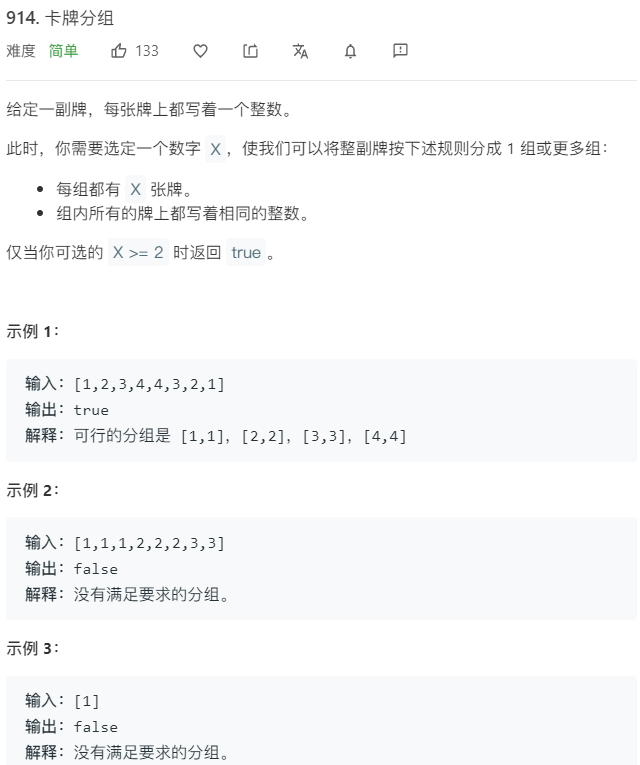 914. 卡牌分组
难度 简单 133
给定一副牌，每张牌上都写着一个整数。
此时，你需要选定一个数字 X，使我们可以将整副牌按下述规则分成 1 组或更多组：
每组都有 X 张牌。
组内所有的牌上都写着相同的整数。
仅当你可选的 X >= 2 时返回 true。
示例 1：
输入：[1,2,3,4,4,3,2,1]
输出：true
解释：可行的分组是 [1,1]，[2,2]，[3,3]，[4,4]
示例 2：
输入：[1,1,1,2,2,2,3,3]
输出：false
解释：没有满足要求的分组。
示例 3：
输入：[1]
输出：false
解释：没有满足要求的分组。